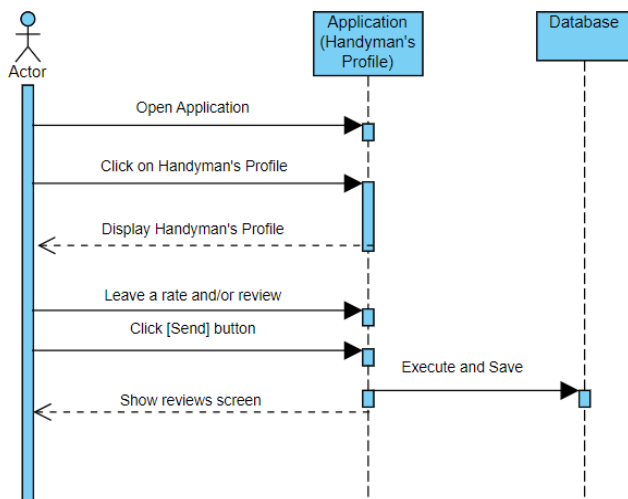 Application
(Handyman's
Profile)
Database
Actor
Open Application
Click on Handyman's Profile
Display Handyman's Profile
Leave a rate and/or review
Click [Send] button
Execute and Save
Show reviews screen